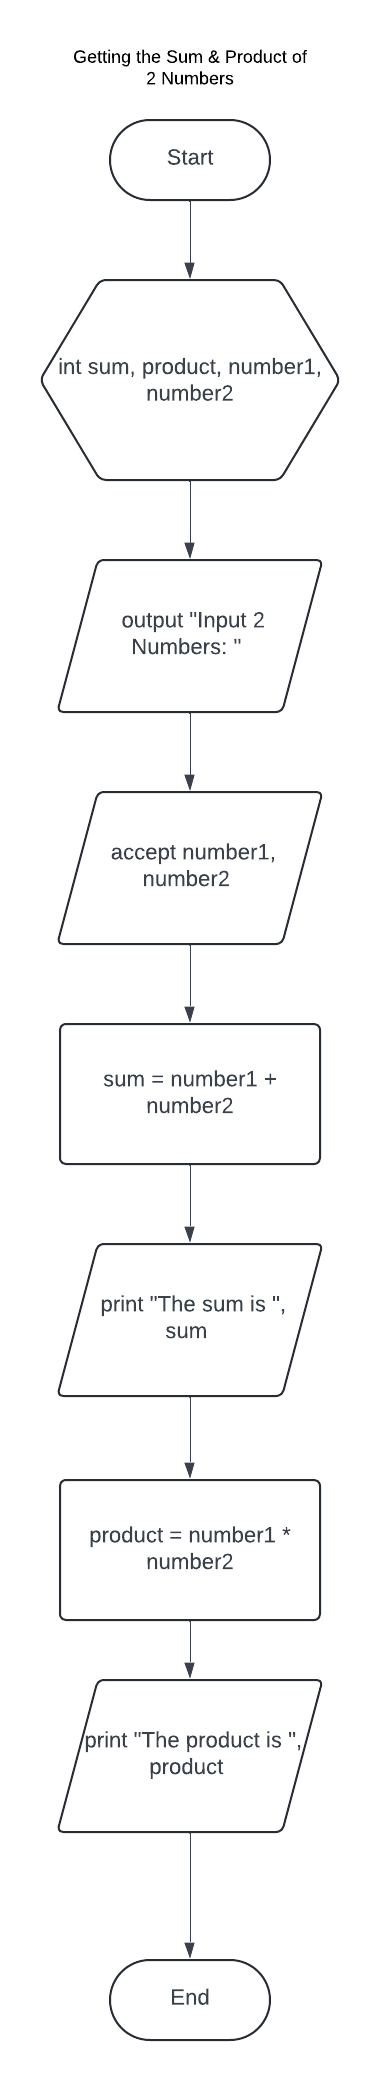 Getting the Sum & Product of
2 Numbers
Start
int sum, product, number1,
number2
output "Input 2
Numbers: "
accept number1,
number2
sum = number1 +
number2
print "The sum is ",
sum
product = number1 *
number2
print "The product is ",
product
End